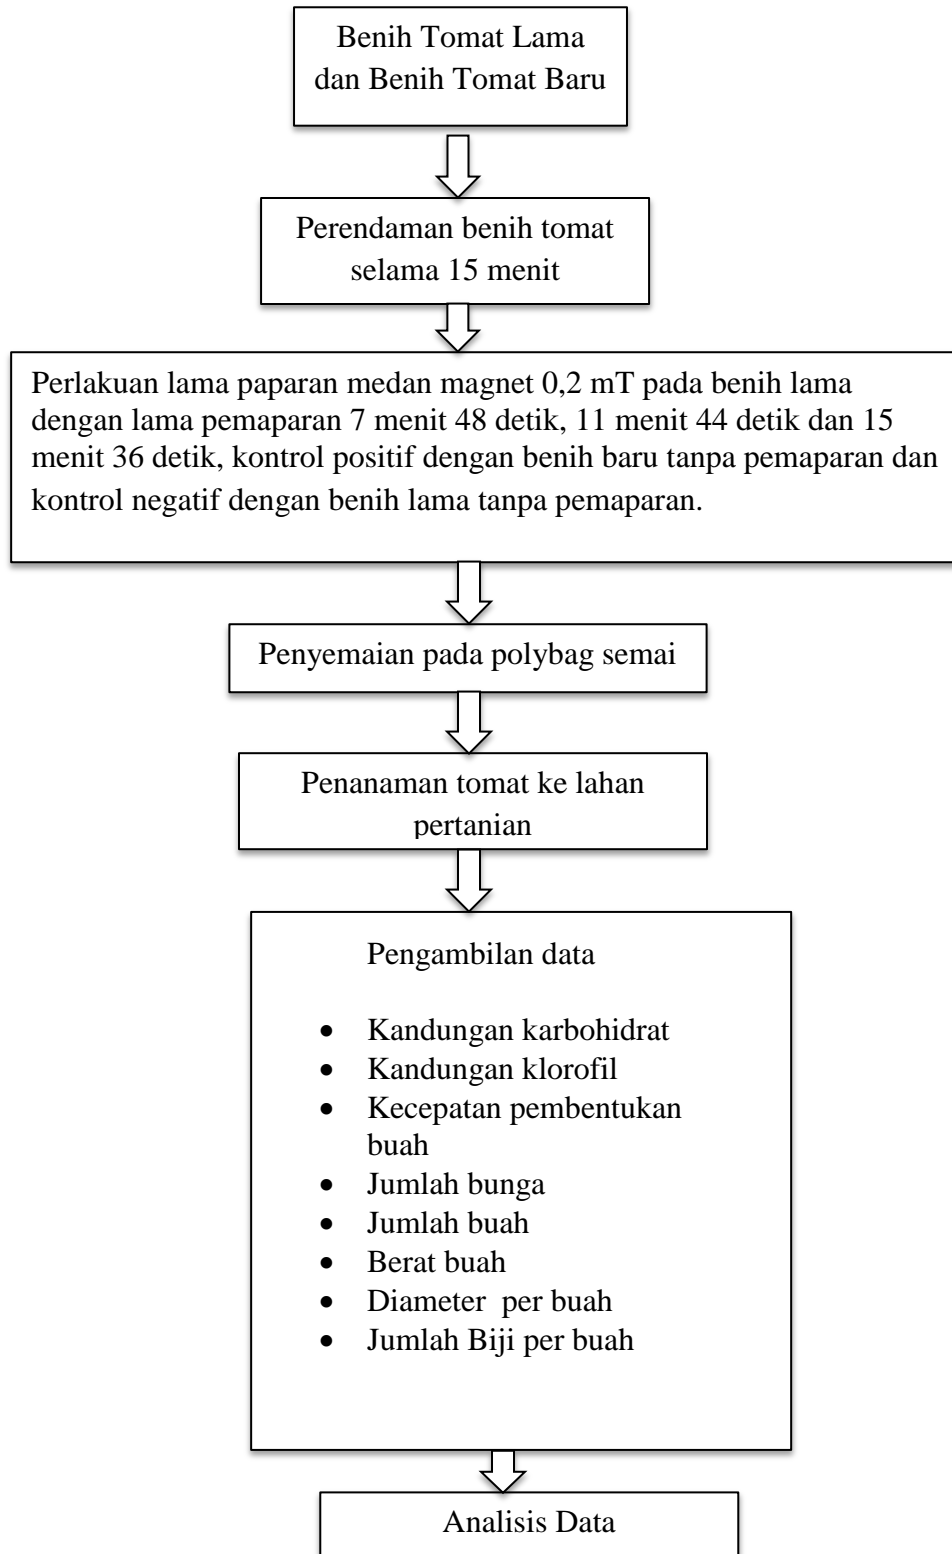 Benih Tomat Lama
dan Benih Tomat Baru
Perendaman benih tomat
selama 15 menit
Perlakuan lama paparan medan magnet 0,2 mT pada benih lama
dengan lama pemaparan 7 menit 48 detik, 11 menit 44 detik dan 15
menit 36 detik, kontrol positif dengan benih baru tanpa pemaparan dan
kontrol negatif dengan benih lama tanpa pemaparan.
Penyemaian pada polybag semai
Penanaman tomat ke lahan
pertanian
Pengambilan data
• Kandungan karbohidrat
• Kandungan klorofil
• Kecepatan pembentukan
buah
• Jumlah bunga
• Jumlah buah
• Berat buah
• Diameter  per buah
• Jumlah Biji per buah
Analisis Data